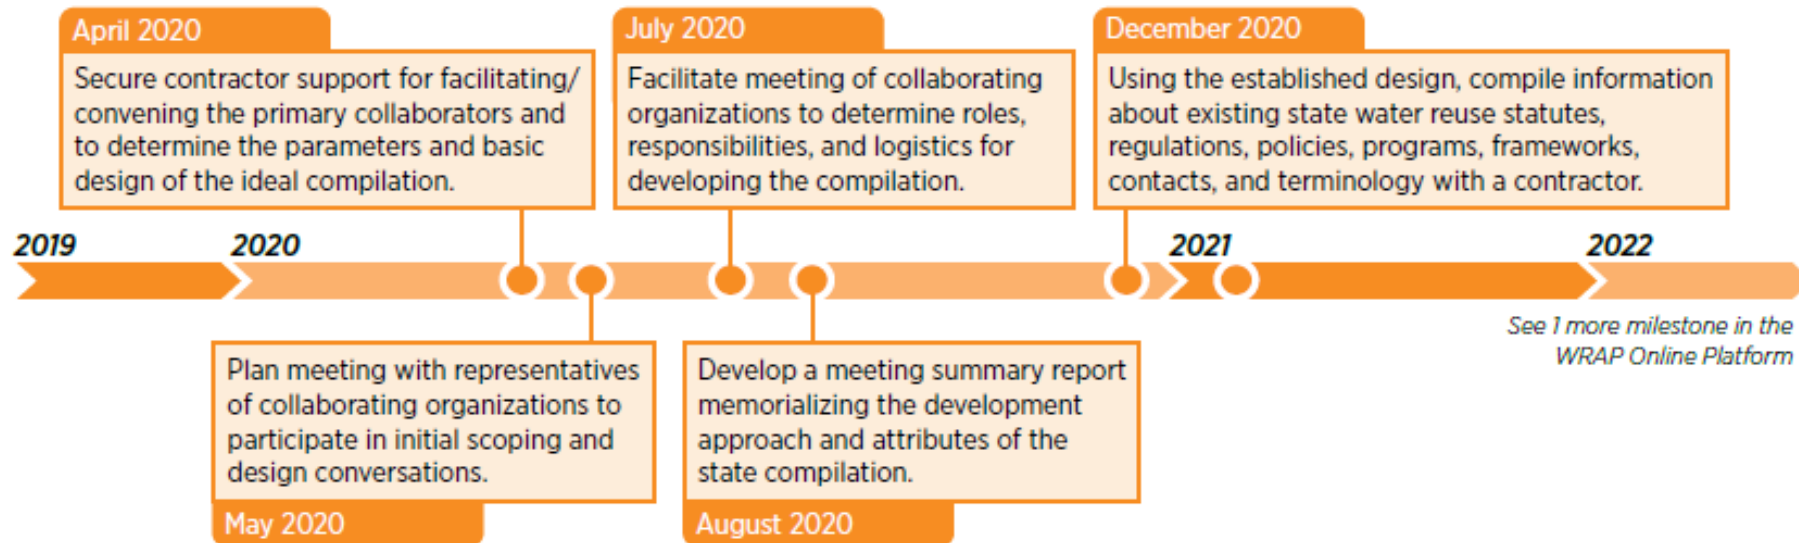 April 2020
Secure contractor support for facilitating/
convening the primary collaborators and
to determine the parameters and basic
design of the ideal compilation.
July 2020
Facilitate meeting of collaborating
organizations to determine roles,
responsibilities, and logistics for
developing the compilation.
December 2020
Using the established design, compile information
about existing state water reuse statutes,
regulations, policies, programs, frameworks,
contacts, and terminology with a contractor.
2019
2020
2021
2022
See 1 more milestone in the
WRAP Online Platform
Plan meeting with representatives
of collaborating organizations to
participate in initial scoping and
design conversations.
May 2020
Develop a meeting summary report
memorializing the development
approach and attributes of the
state compilation.
August 2020